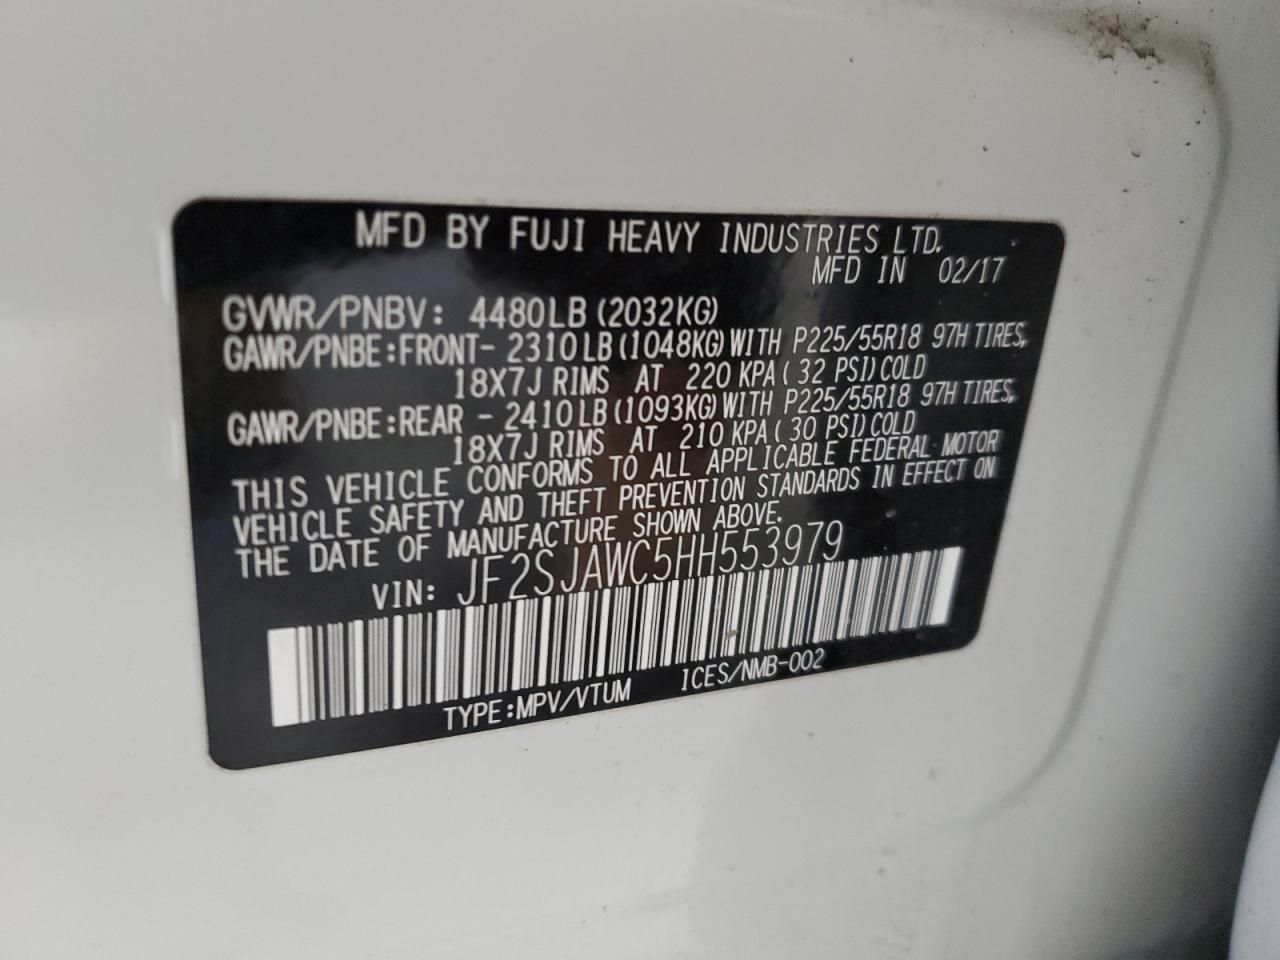 MFD BY FUJI HEAVY INDUSTRIES LTD.
MFD IN 02/17
GVWR/PNBV: 4480LB (2032KG)
GAWR/PNBE:FRONT- 2310LB(1048KG)WITH P225/55R18 97H TIRES,
18X7J RIMS AT 220 KPA( 32 PSI)COLD
GAWR/PNBE:REAR - 2410LB(1093KG)WITH P225/55R18 97H TIRES,
18X7J RIMS AT 210 KPA( 30 PSI)COLD
THIS VEHICLE CONFORMS TO ALL APPLICABLE FEDERAL MOTOR
VEHICLE SAFETY AND THEFT PREVENTION STANDARDS IN EFFECT ON
THE DATE OF MANUFACTURE SHOWN ABOVE.
VIN: JF2SJAWC5HH553979
TYPE:MPV/VTUM ICES/NMB-002